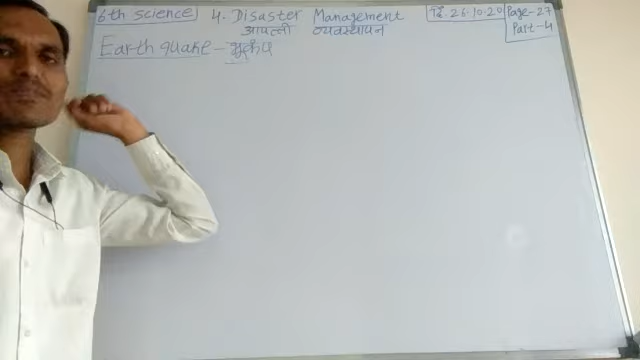 6th science 4. Disaster Management दि. 26.10.20 Page-27
आपत्ती व्यवस्थापन Part-4
Earth quake - भूकंप